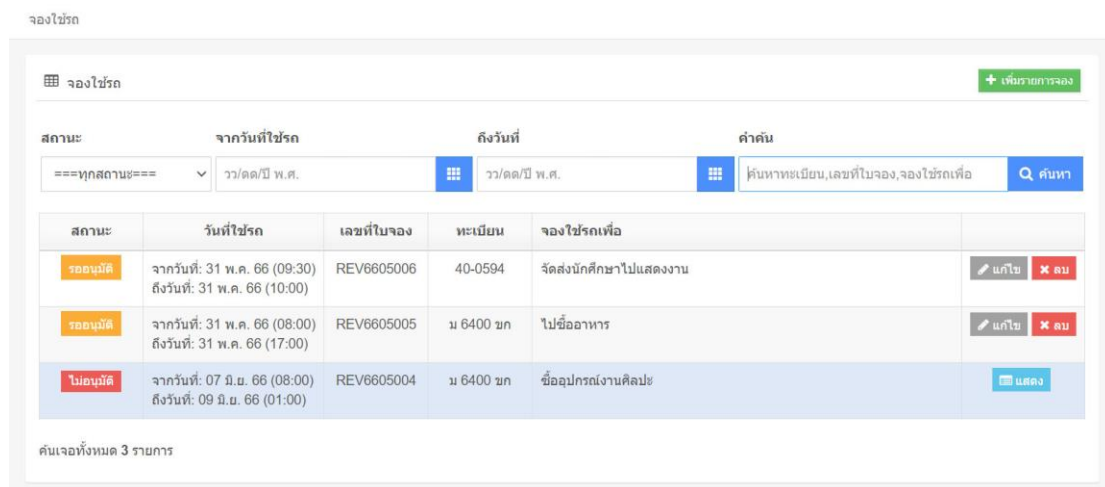 จองใช้รถ
จองใช้รถ
เพิ่มรายการจอง
สถานะ จากวันที่ใช้รถ ถึงวันที่ คำค้น
===ทุกสถานะ=== วว/ดด/ปี พ.ศ. วว/ดด/ปี พ.ศ. ค้นหาทะเบียน,เลขที่ใบจอง,จองใช้รถเพื่อ ค้นหา
สถานะ วันที่ใช้รถ เลขที่ใบจอง ทะเบียน จองใช้รถเพื่อ
รออนุมัติ จากวันที่: 31 พ.ค. 66 (09:30) REV6605006 40-0594 จัดส่งนักศึกษาไปแสดงงาน แก้ไข ลบ
ถึงวันที่: 31 พ.ค. 66 (10:00)
รออนุมัติ จากวันที่: 31 พ.ค. 66 (08:00) REV6605005 ม 6400 ขก ไปซื้ออาหาร แก้ไข ลบ
ถึงวันที่: 31 พ.ค. 66 (17:00)
ไม่อนุมัติ จากวันที่: 07 มิ.ย. 66 (08:00) REV6605004 ม 6400 ขก ซื้ออุปกรณ์งานศิลปะ แสดง
ถึงวันที่: 09 มิ.ย. 66 (01:00)
ค้นเจอทั้งหมด 3 รายการ